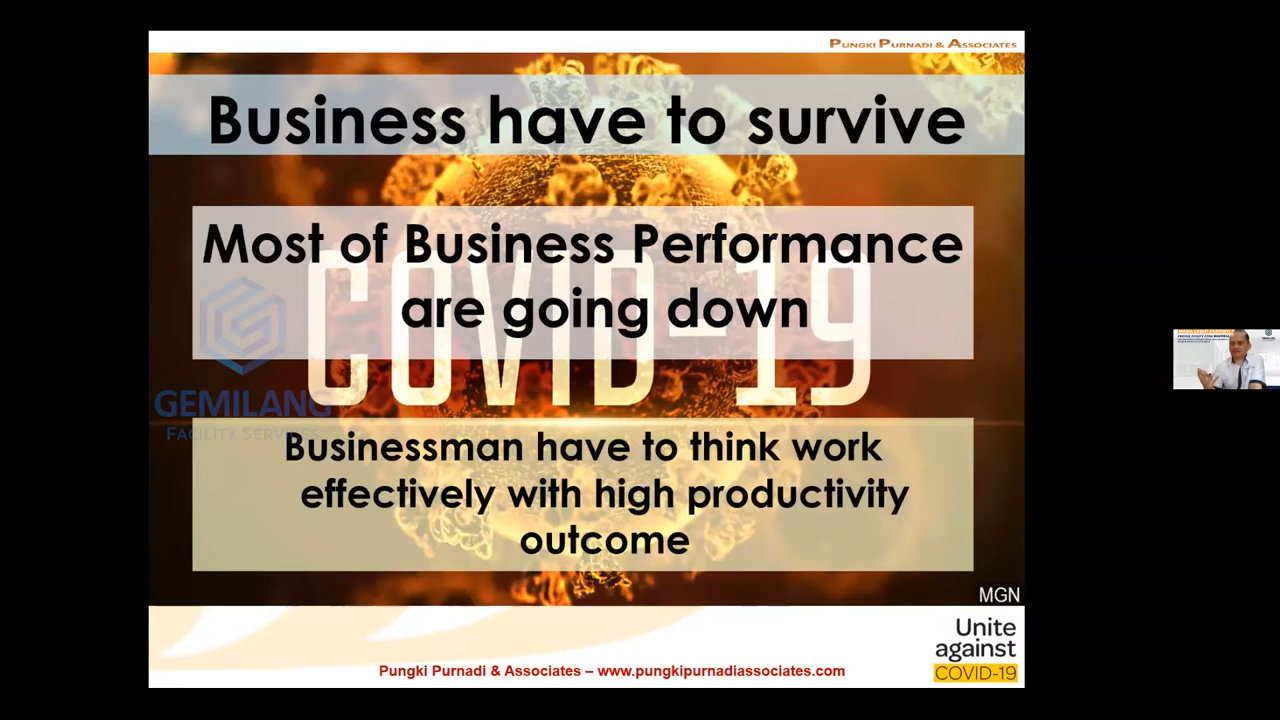 PUNGKI PURNADI & ASSOCIATES
Business have to survive
Most of Business Performance
are going down
COVID-19
GEMILANG
FACILITY SERVICES
Businessman have to think work
effectively with high productivity
outcome
MGN
Unite
against
COVID-19
Pungki Purnadi & Associates – www.pungkipurnadiassociates.com